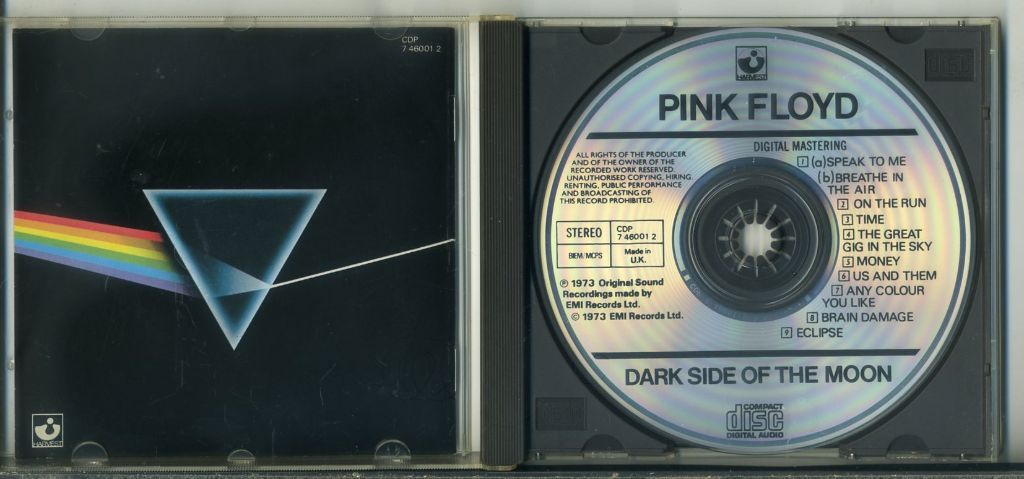 CDP
7 46001 2
HARVEST
HARVEST
PINK FLOYD
DIGITAL MASTERING
ALL RIGHTS OF THE PRODUCER
AND OF THE OWNER OF THE
RECORDED WORK RESERVED.
UNAUTHORISED COPYING, HIRING,
RENTING, PUBLIC PERFORMANCE
AND BROADCASTING OF
THIS RECORD PROHIBITED.
STEREO
CDP
7 46001 2
BIEM/MCPS
Made in
U.K.
℗ 1973 Original Sound
Recordings made by
EMI Records Ltd.
© 1973 EMI Records Ltd.
1 (a) SPEAK TO ME
(b) BREATHE IN
THE AIR
2 ON THE RUN
3 TIME
4 THE GREAT
GIG IN THE SKY
5 MONEY
6 US AND THEM
7 ANY COLOUR
YOU LIKE
8 BRAIN DAMAGE
9 ECLIPSE
DARK SIDE OF THE MOON
COMPACT
disc
DIGITAL AUDIO